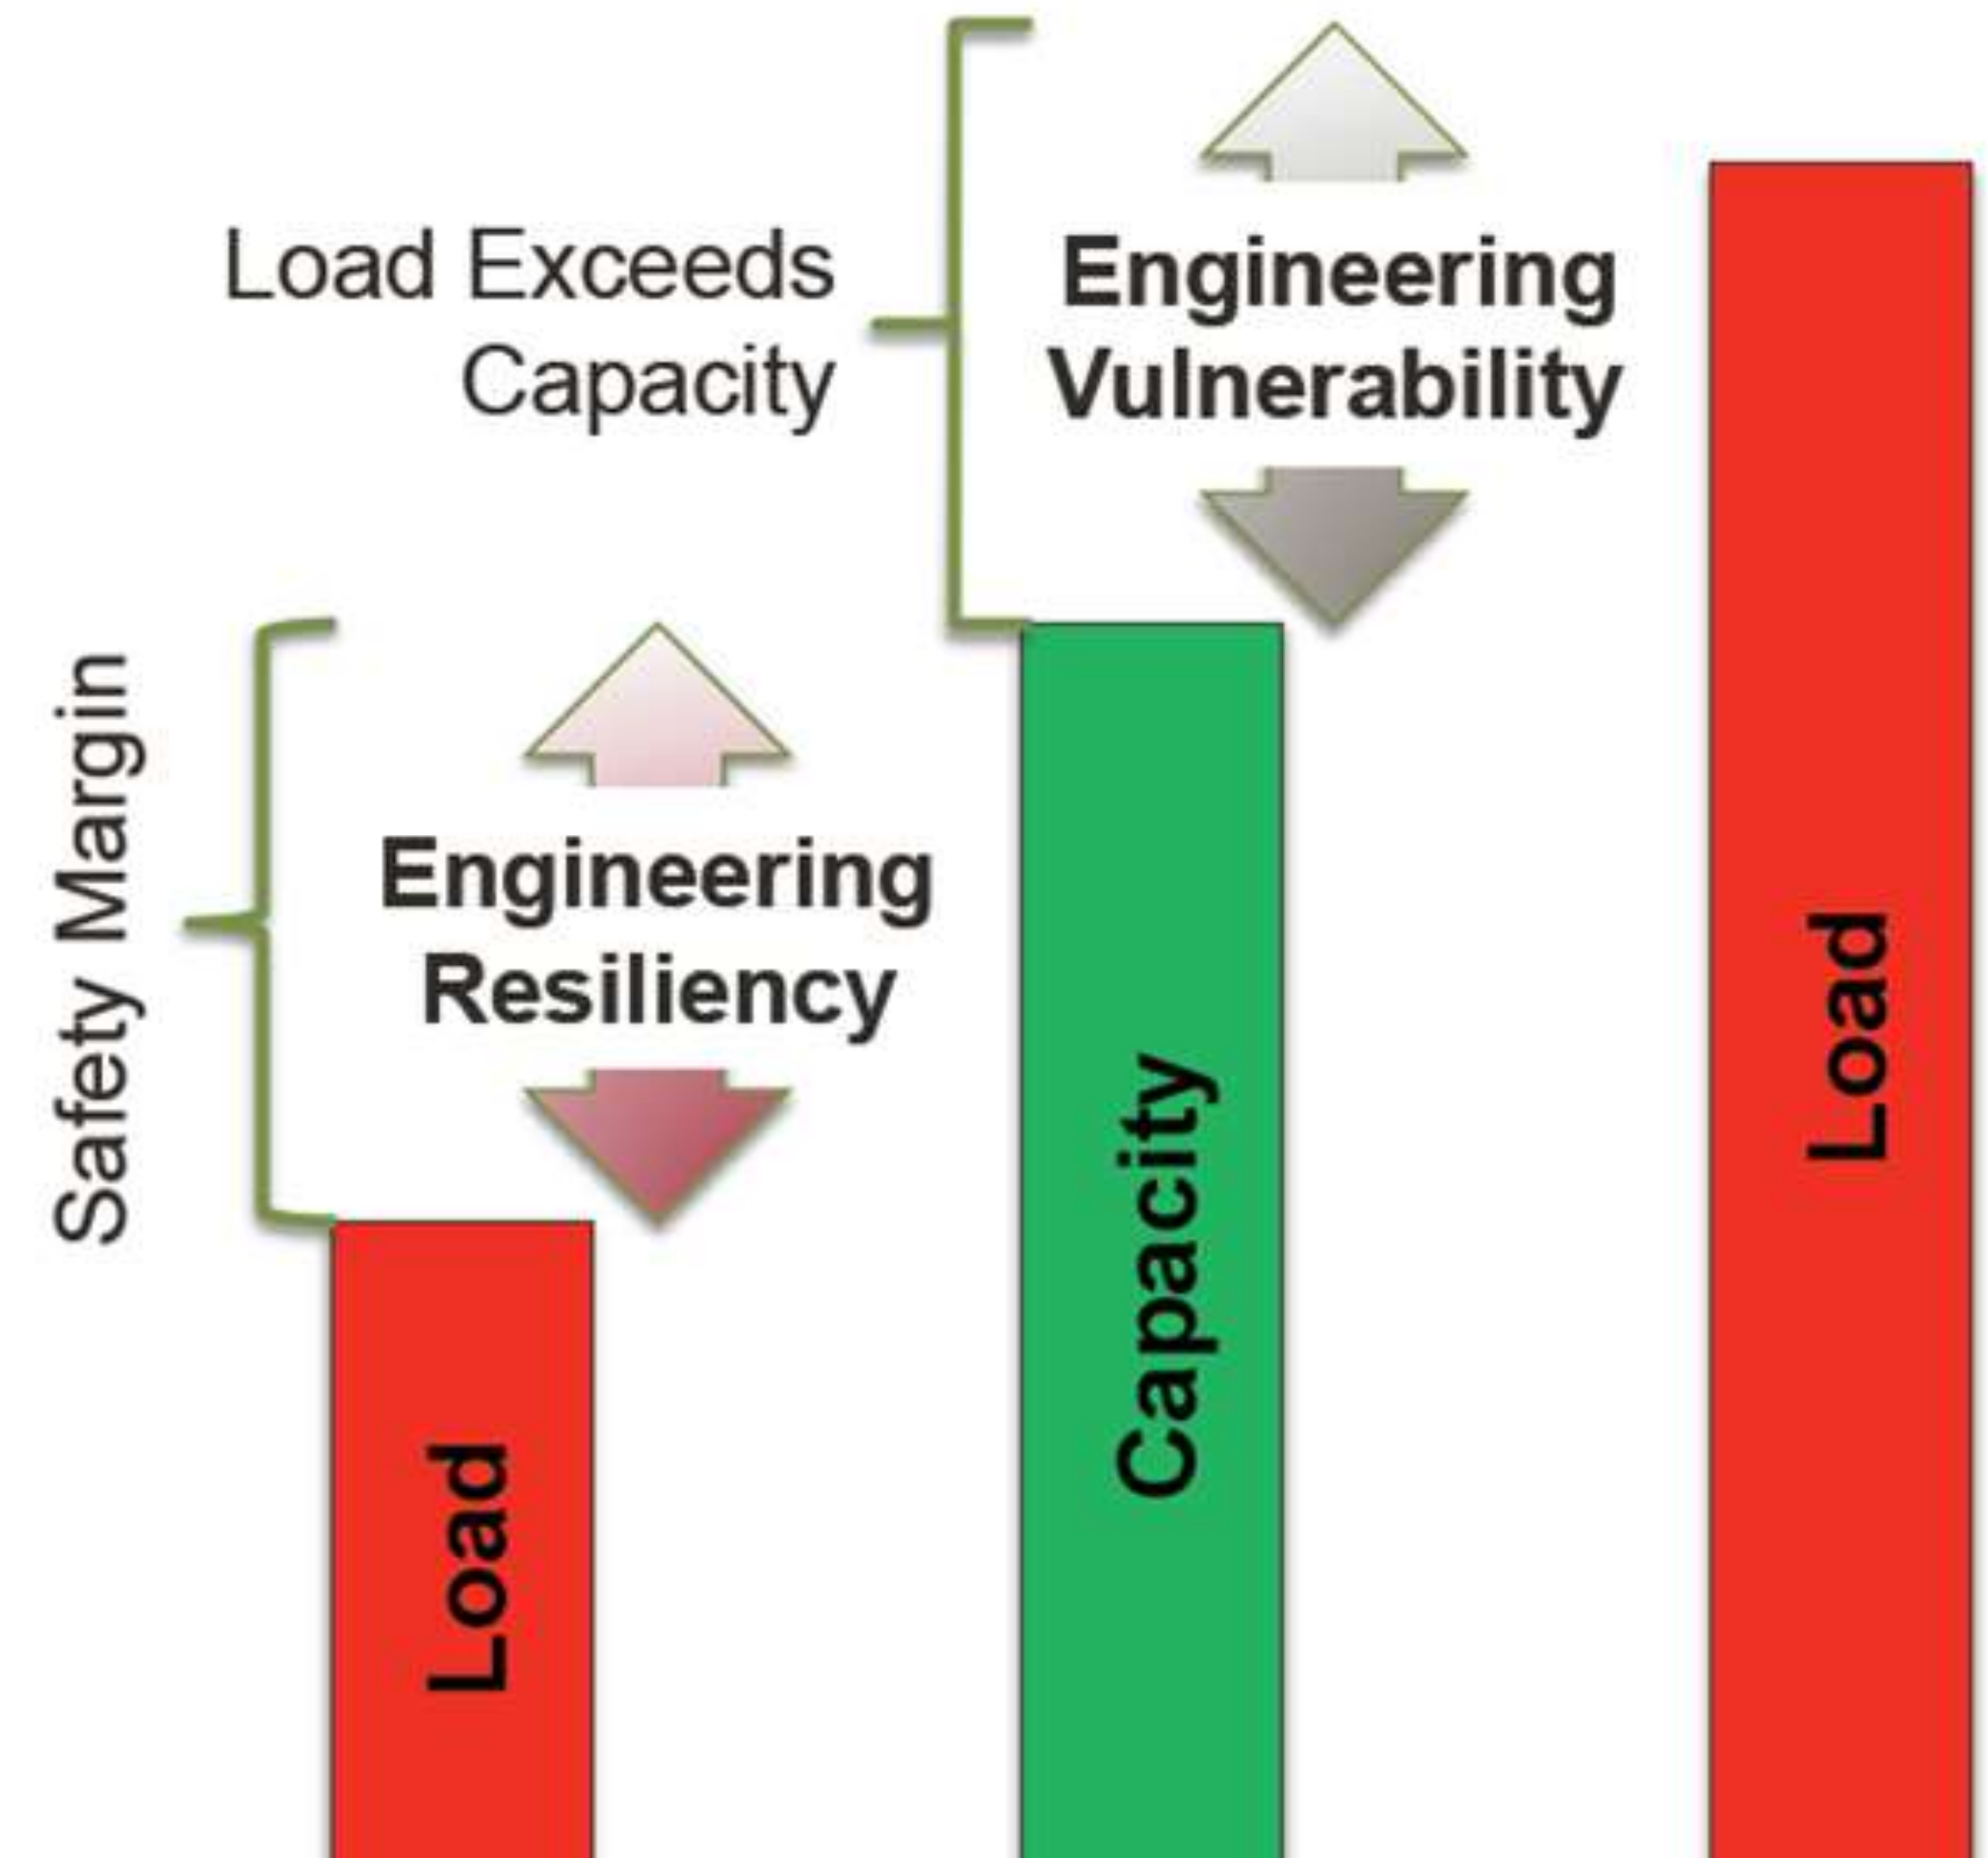 Load Exceeds
Capacity
Engineering
Vulnerability
Safety Margin
Engineering
Resiliency
Load
Capacity
Load